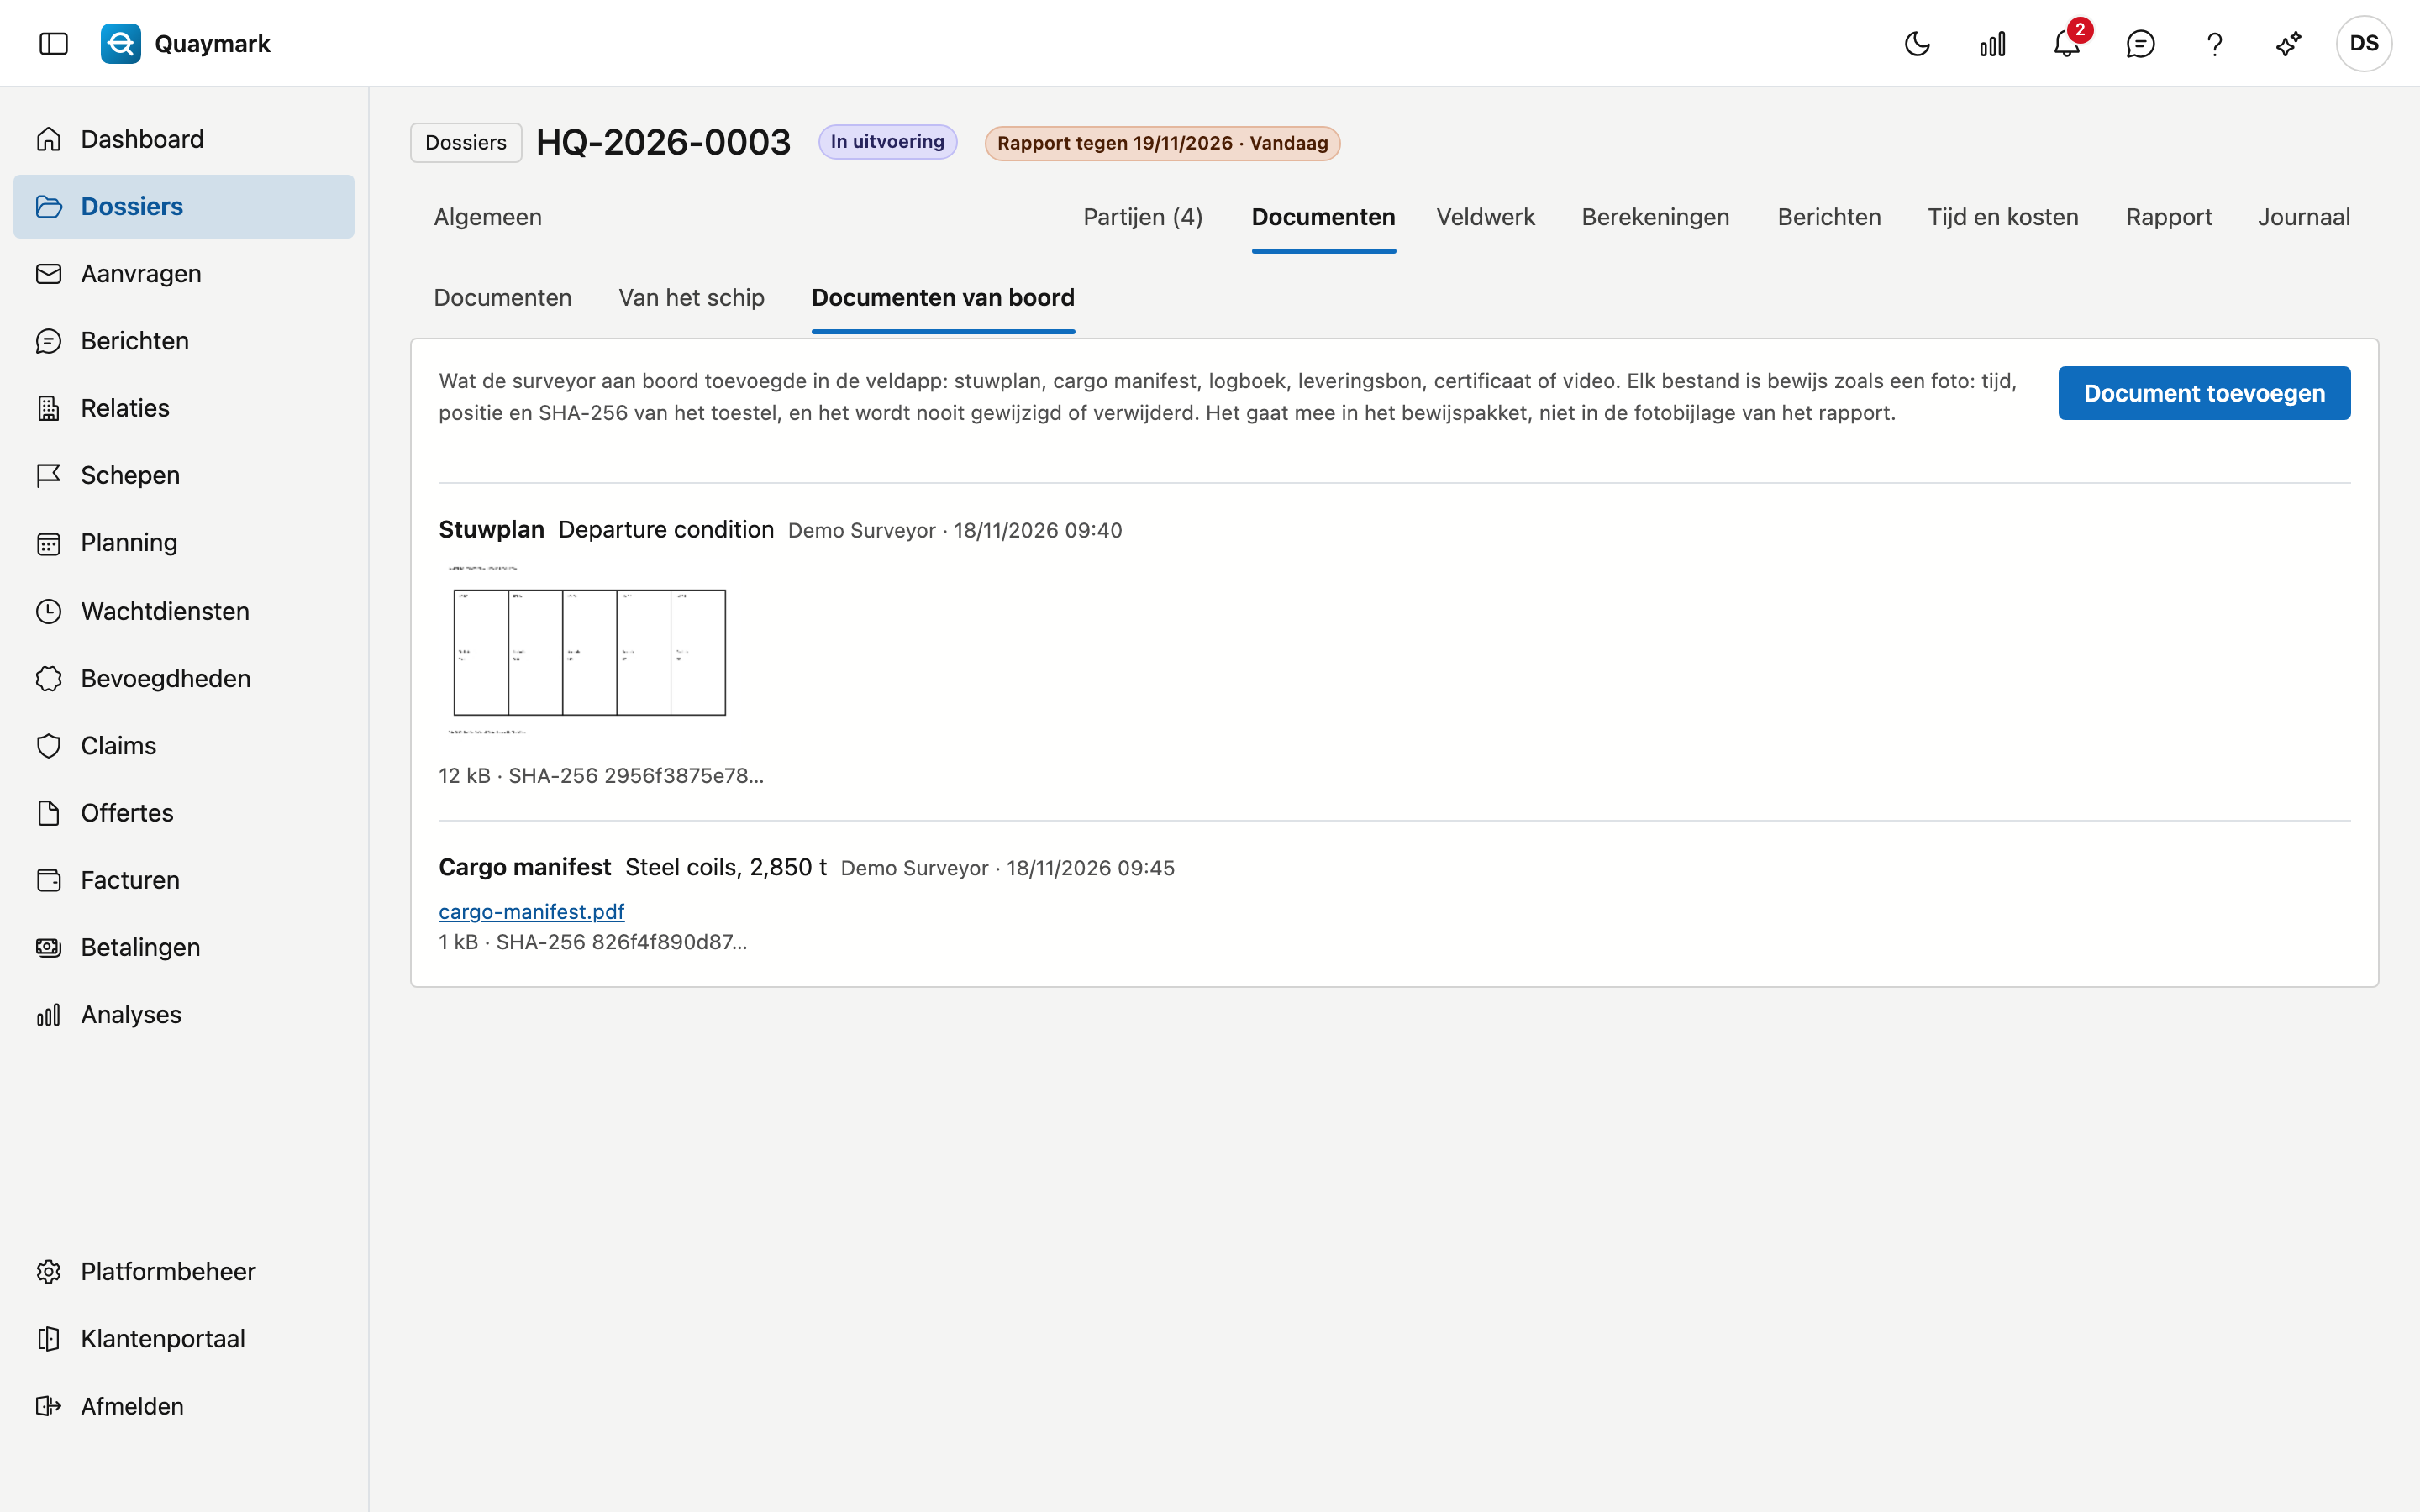 Quaymark
2
DS
Dashboard
Dossiers
Aanvragen
Berichten
Relaties
Schepen
Planning
Wachtdiensten
Bevoegdheden
Claims
Offertes
Facturen
Betalingen
Analyses
Platformbeheer
Klantenportaal
Afmelden
Dossiers HQ-2026-0003 In uitvoering Rapport tegen 19/11/2026 · Vandaag
Algemeen Partijen (4) Documenten Veldwerk Berekeningen Berichten Tijd en kosten Rapport Journaal
Documenten Van het schip Documenten van boord
Wat de surveyor aan boord toevoegde in de veldapp: stuwplan, cargo manifest, logboek, leveringsbon, certificaat of video. Elk bestand is bewijs zoals een foto: tijd,
positie en SHA-256 van het toestel, en het wordt nooit gewijzigd of verwijderd. Het gaat mee in het bewijspakket, niet in de fotobijlage van het rapport.
Document toevoegen
Stuwplan Departure condition Demo Surveyor · 18/11/2026 09:40
12 kB · SHA-256 2956f3875e78...
Cargo manifest Steel coils, 2,850 t Demo Surveyor · 18/11/2026 09:45
cargo-manifest.pdf
1 kB · SHA-256 826f4f890d87...